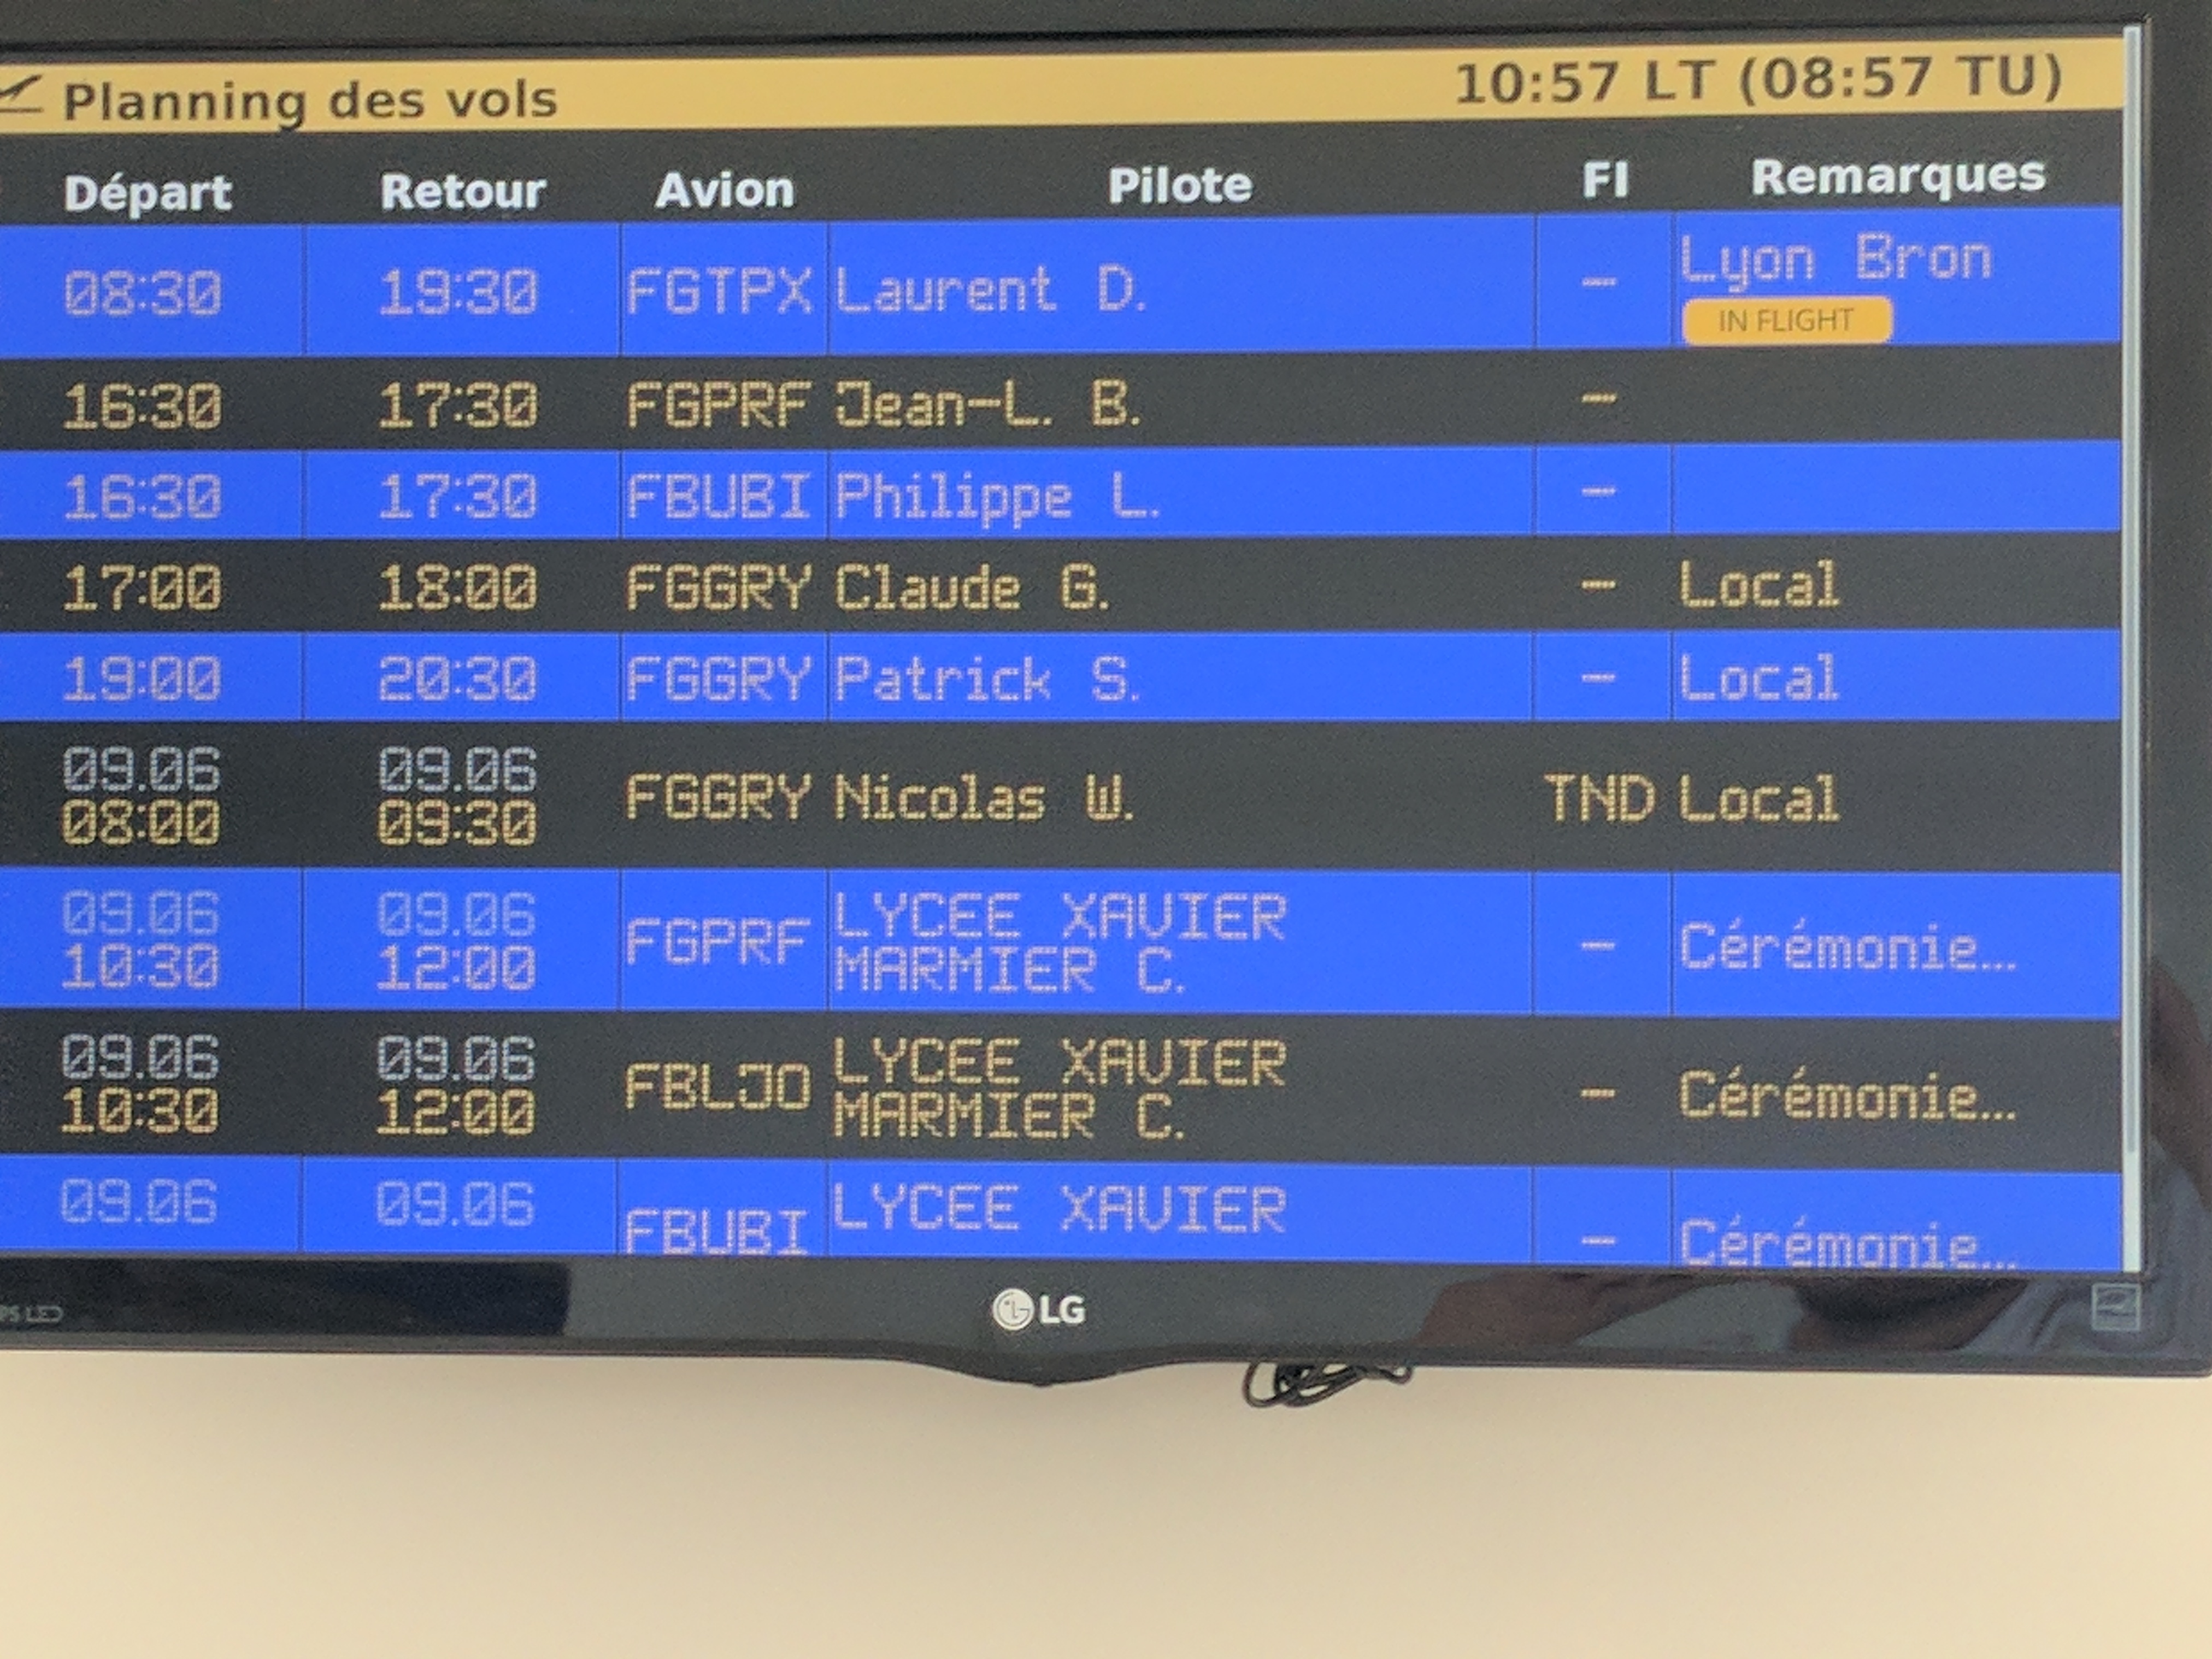 Planning des vols 10:57 LT (08:57 TU)
Départ Retour Avion Pilote FI Remarques
08:30 19:30 FGTPX Laurent D. – Lyon Bron
IN FLIGHT
16:30 17:30 FGPRF Jean-L. B. –
16:30 17:30 FBUBI Philippe L. –
17:00 18:00 FGGRY Claude G. – Local
19:00 20:30 FGGRY Patrick S. – Local
09.06 09.06
08:00 09:30 FGGRY Nicolas W. TND Local
09.06 09.06 LYCEE XAVIER
10:30 12:00 FGPRF MARMIER C. – Cérémonie...
09.06 09.06 LYCEE XAVIER
10:30 12:00 FBLJO MARMIER C. – Cérémonie...
09.06 09.06 LYCEE XAVIER
FBUBI – Cérémonie...
LG